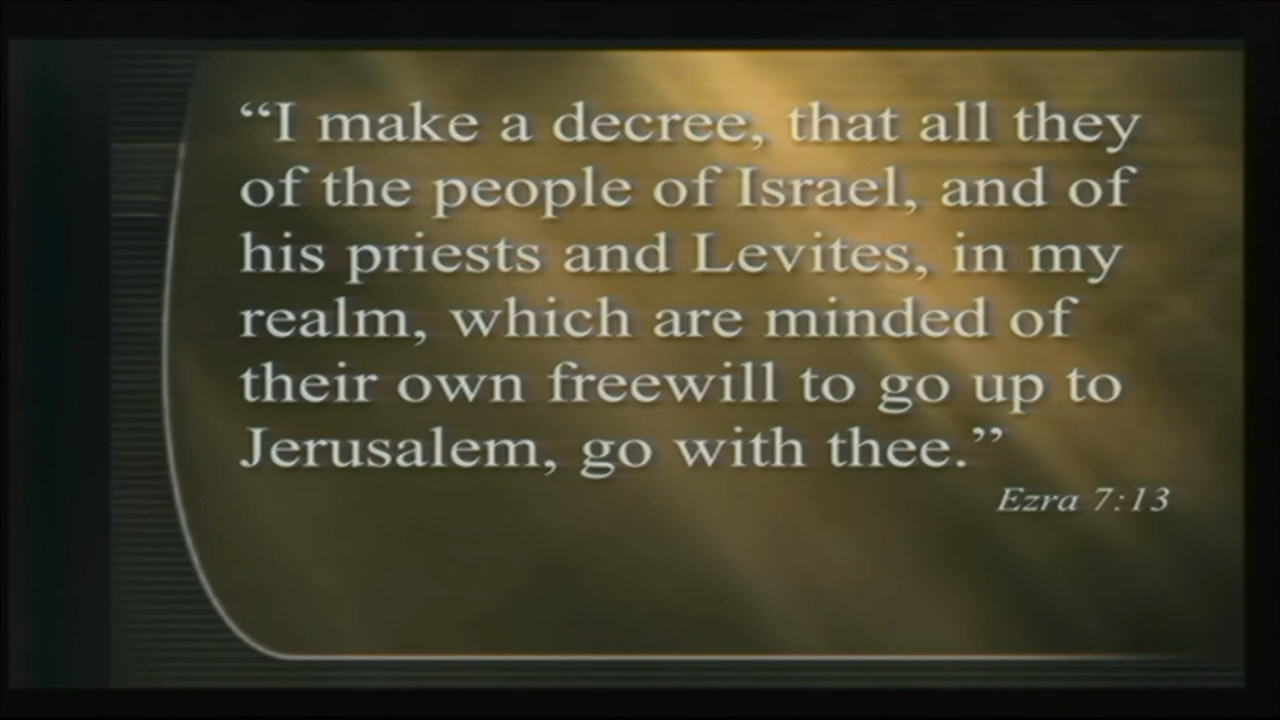 “I make a decree, that all they
of the people of Israel, and of
his priests and Levites, in my
realm, which are minded of
their own freewill to go up to
Jerusalem, go with thee.”
Ezra 7:13